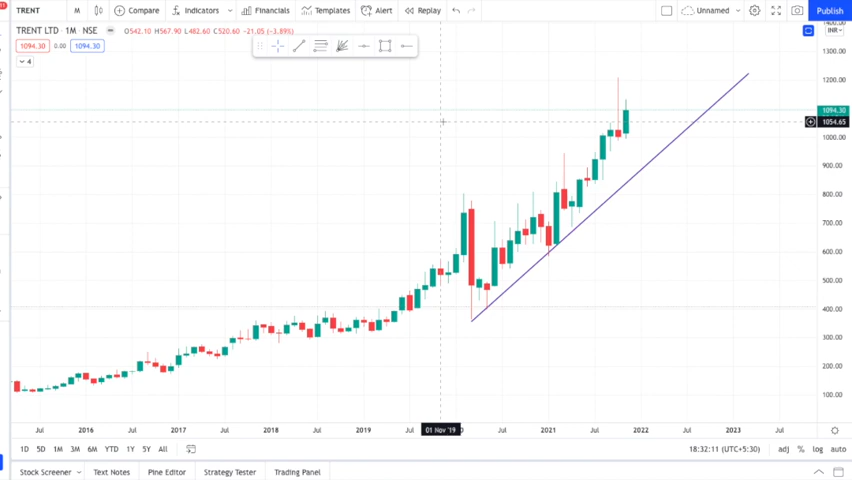 TRENT M Compare Indicators Financials Templates Alert Replay Unnamed Publish
TRENT LTD · 1M · NSE O542.10 H567.90 L482.60 C520.60 -21.05 (-3.89%)
1094.30 0.00 1094.30
4
INR
1300.00
1200.00
1094.30
1054.65
1000.00
900.00
800.00
700.00
600.00
500.00
400.00
300.00
200.00
100.00
Jul 2016 Jul 2017 Jul 2018 Jul 2019 Jul 01 Nov '19 Jul 2021 Jul 2022 Jul 2023 Jul
1D 5D 1M 3M 6M YTD 1Y 5Y All 18:32:11 (UTC+5:30) adj % log auto
Stock Screener Text Notes Pine Editor Strategy Tester Trading Panel